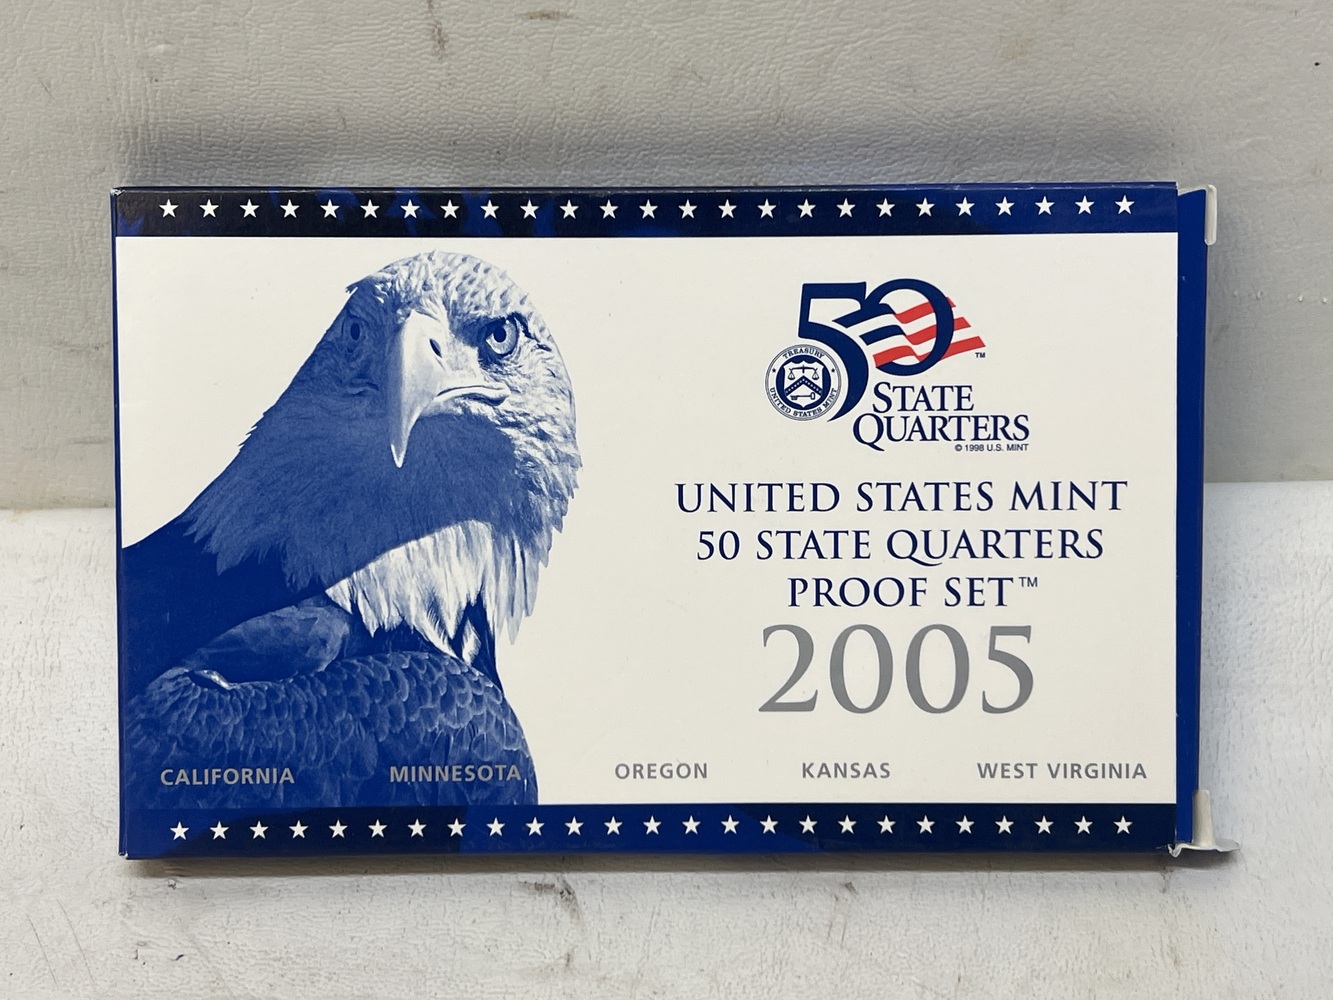 50
™
TREASURY
UNITED STATES MINT
STATE
QUARTERS
© 1998 U.S. MINT
UNITED STATES MINT
50 STATE QUARTERS
PROOF SET™
2005
CALIFORNIA MINNESOTA OREGON KANSAS WEST VIRGINIA